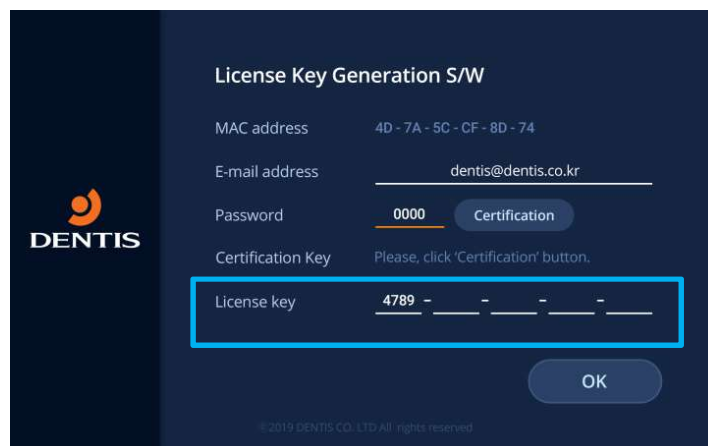 License Key Generation S/W
MAC address 4D - 7A - 5C - CF - 8D - 74
E-mail address dentis@dentis.co.kr
Password 0000 Certification
DENTIS
Certification Key Please, click 'Certification' button.
License key 4789 - - - -
OK
©2019 DENTIS CO. LTD All rights reserved